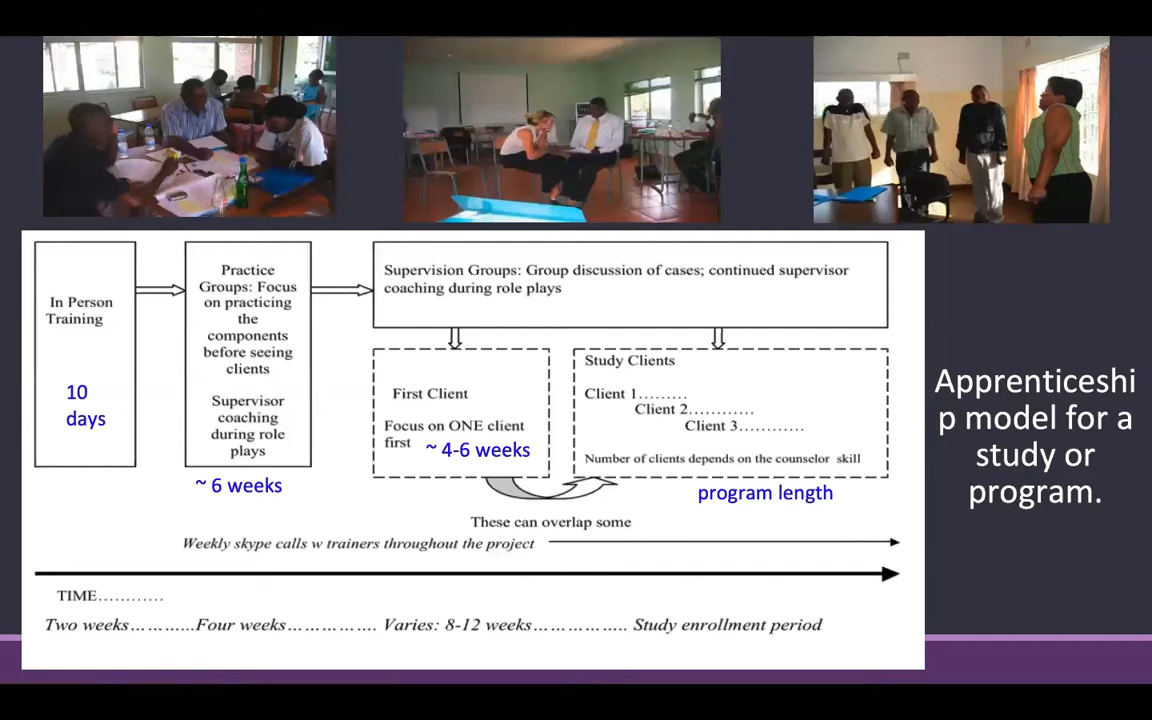 In Person
Training
10
days
Practice
Groups: Focus
on practicing
the
components
before seeing
clients
Supervisor
coaching
during role
plays
~ 6 weeks
Supervision Groups: Group discussion of cases; continued supervisor
coaching during role plays
First Client
Focus on ONE client
first
~ 4-6 weeks
Study Clients
Client 1.........
Client 2............
Client 3............
Number of clients depends on the counselor skill
program length
These can overlap some
Weekly skype calls w trainers throughout the project
TIME............
Two weeks………...Four weeks……………. Varies: 8-12 weeks…………….. Study enrollment period
Apprenticeshi
p model for a
study or
program.